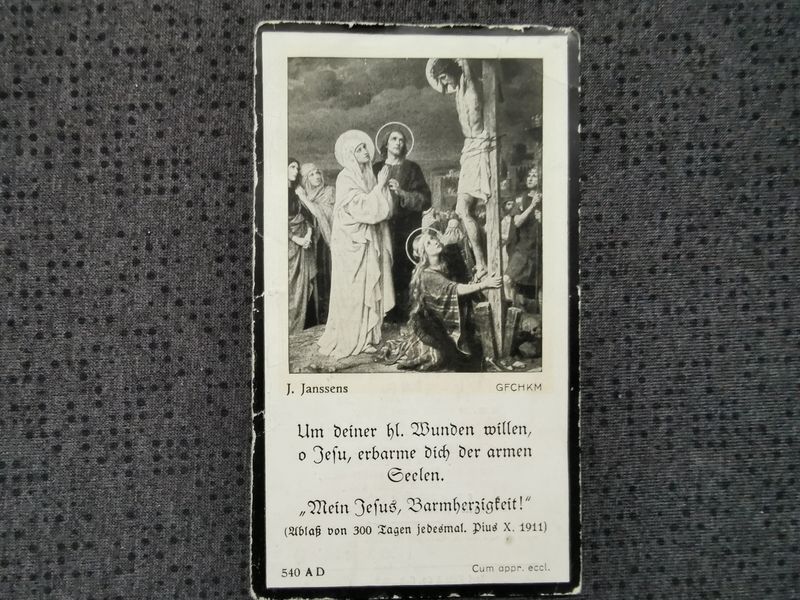 J. Janssens
GFCHKM
Um deiner hl. Wunden willen,
o Jesu, erbarme dich der armen
Seelen.
„Mein Jesus, Barmherzigkeit!“
(Ablaß von 300 Tagen jedesmal. Pius X. 1911)
540 A D
Cum appr. eccl.